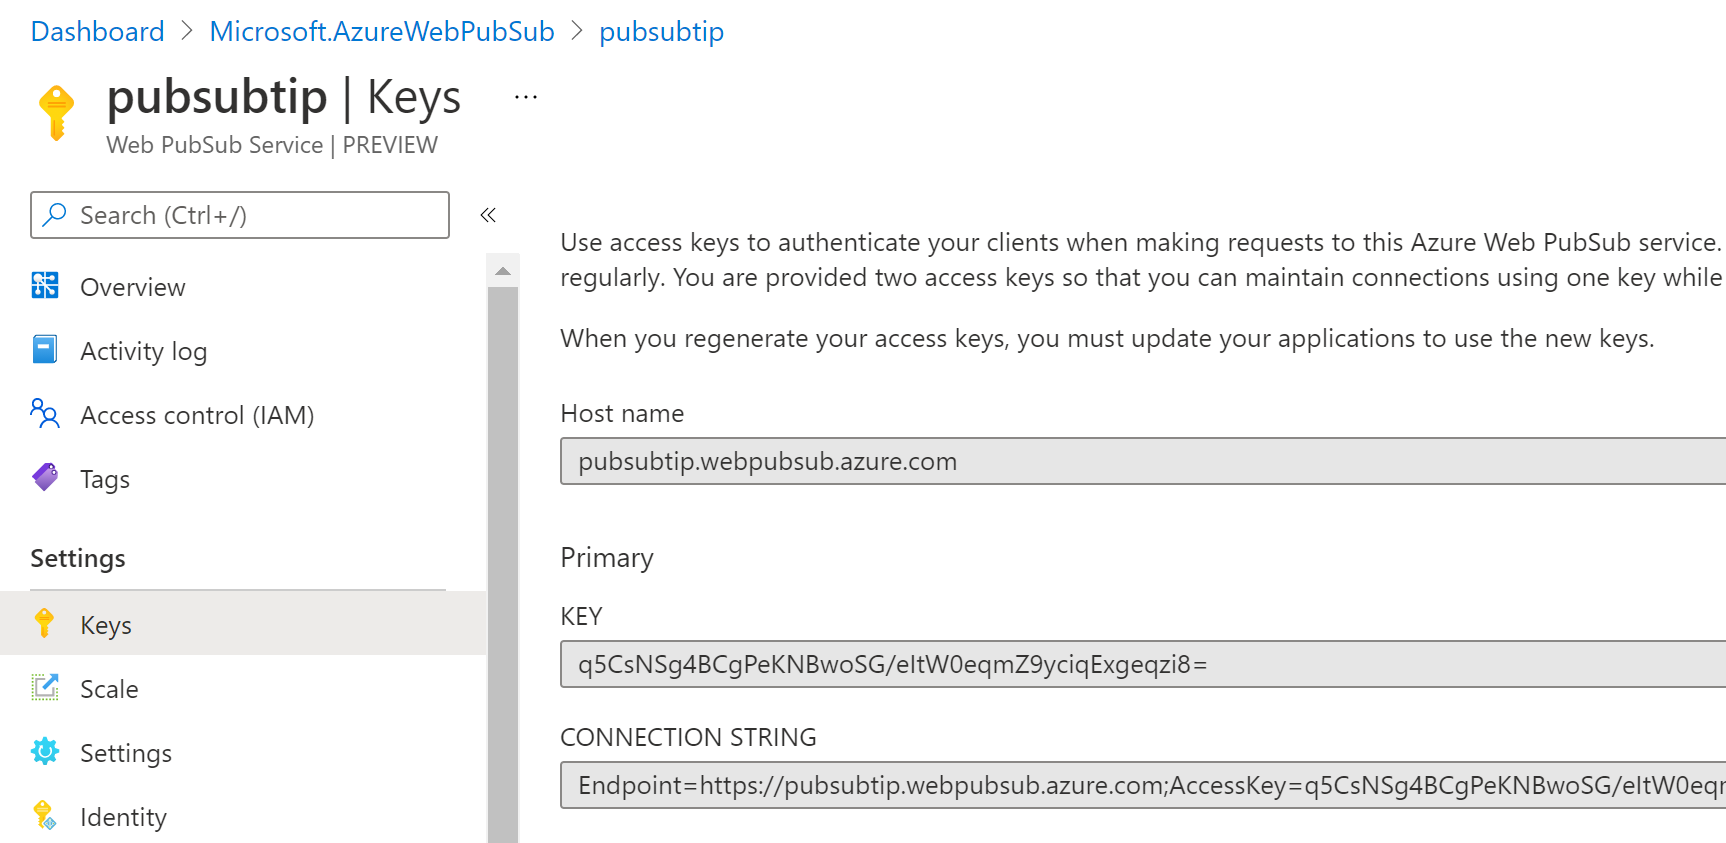 Dashboard > Microsoft.AzureWebPubSub > pubsubtip
pubsubtip | Keys ...
Web PubSub Service | PREVIEW
Search (Ctrl+/)
«
Overview
Activity log
Access control (IAM)
Tags
Settings
Keys
Scale
Settings
Identity
Use access keys to authenticate your clients when making requests to this Azure Web PubSub service.
regularly. You are provided two access keys so that you can maintain connections using one key while
When you regenerate your access keys, you must update your applications to use the new keys.
Host name
pubsubtip.webpubsub.azure.com
Primary
KEY
q5CsNSg4BCgPeKNBwoSG/eItW0eqmZ9yciqExgeqzi8=
CONNECTION STRING
Endpoint=https://pubsubtip.webpubsub.azure.com;AccessKey=q5CsNSg4BCgPeKNBwoSG/eItW0eq